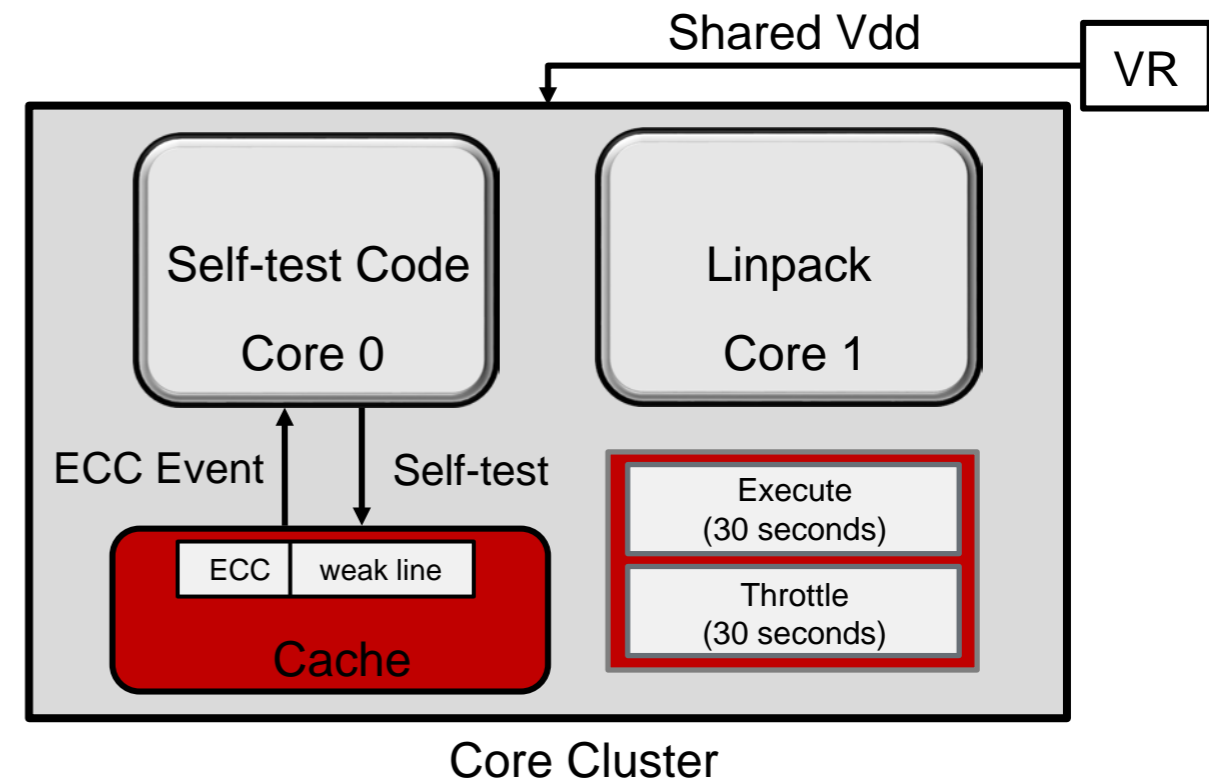 Shared Vdd
VR
Self-test Code
Core 0
Linpack
Core 1
ECC Event
Self-test
ECC
weak line
Cache
Execute
(30 seconds)
Throttle
(30 seconds)
Core Cluster